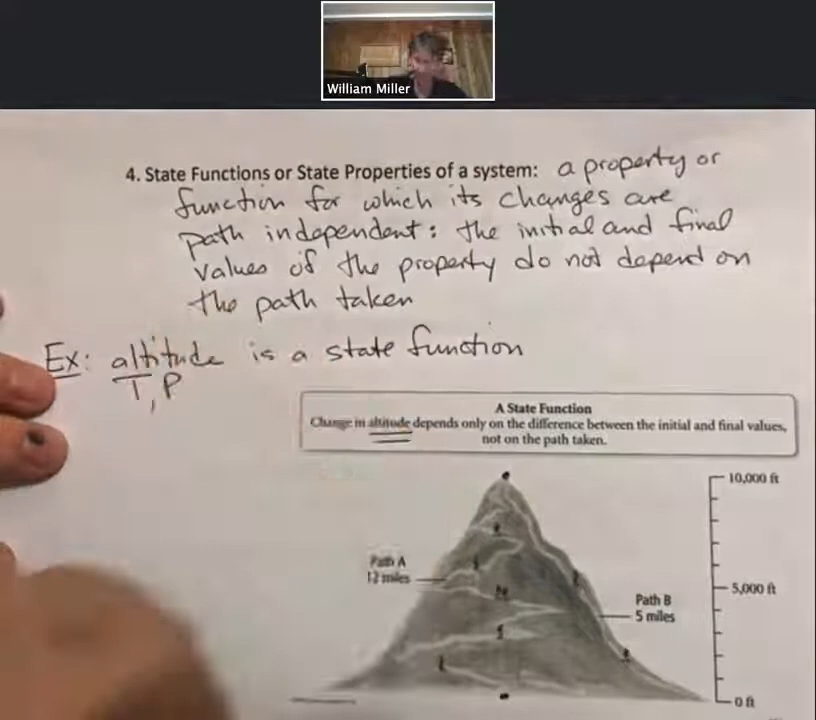 William Miller
4. State Functions or State Properties of a system: a property or
function for which its changes are
path independent: the initial and final
values of the property do not depend on
the path taken
Ex: altitude is a state function
T, P
A State Function
Change in altitude depends only on the difference between the initial and final values,
not on the path taken.
10,000 ft
Path A
12 miles
5,000 ft
Path B
5 miles
0 ft